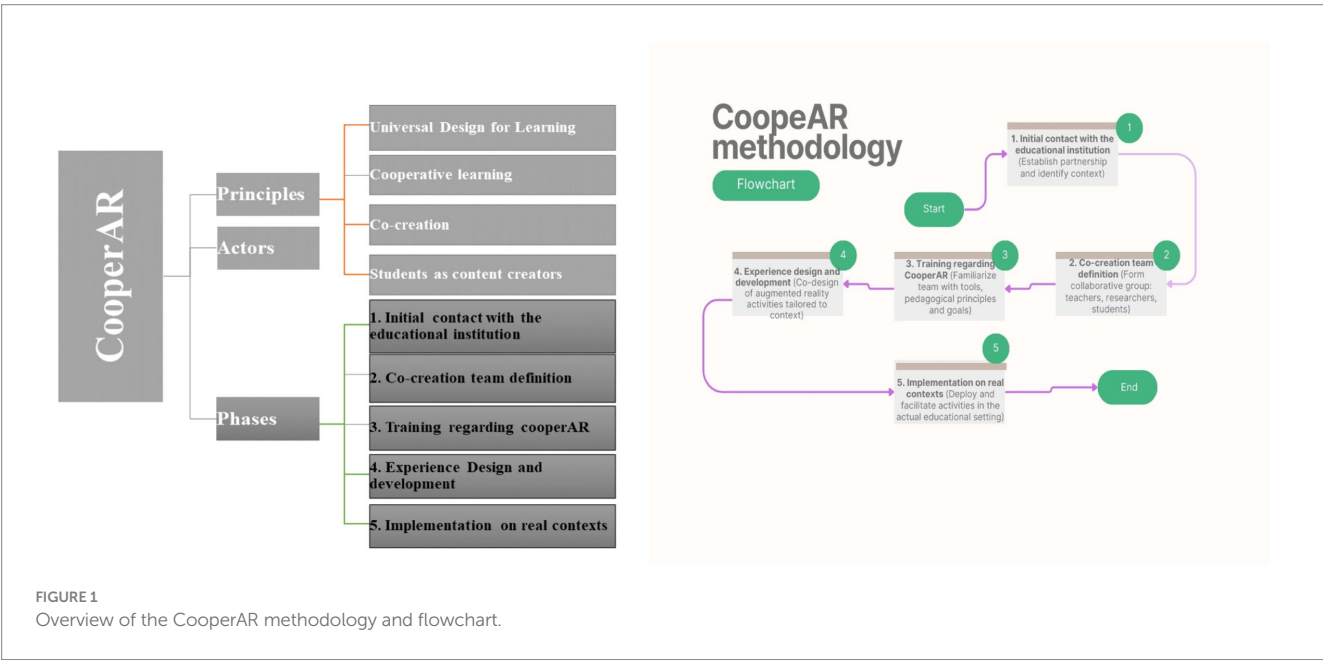 CooperAR
Principles
Actors
Phases
Universal Design for Learning
Cooperative learning
Co-creation
Students as content creators
1. Initial contact with the
educational institution
2. Co-creation team definition
3. Training regarding cooperAR
4. Experience Design and
development
5. Implementation on real contexts
CoopeAR
methodology
Flowchart
Start
1
1. Initial contact with the
educational institution
(Establish partnership
and identify context)
2
2. Co-creation team
definition (Form
collaborative group:
teachers, researchers,
students)
3
3. Training regarding
CooperAR (Familiarize
team with tools,
pedagogical principles
and goals)
4
4. Experience design and
development (Co-design
of augmented reality
activities tailored to
context)
5
5. Implementation on real
contexts (Deploy and
facilitate activities in the
actual educational setting)
End
FIGURE 1
Overview of the CooperAR methodology and flowchart.